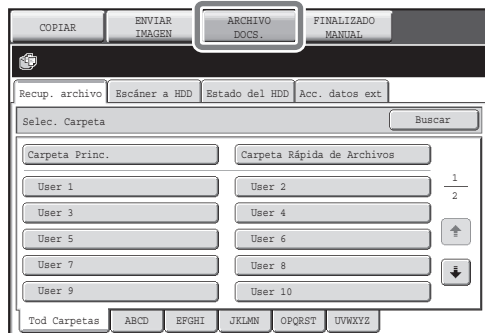 COPIAR
ENVIAR
IMAGEN
ARCHIVO
DOCS.
FINALIZADO
MANUAL
Recup. archivo Escáner a HDD Estado del HDD Acc. datos ext
Selec. Carpeta Buscar
Carpeta Princ. Carpeta Rápida de Archivos
User 1 User 2
1
2
User 3 User 4
User 5 User 6
User 7 User 8
User 9 User 10
Tod Carpetas ABCD EFGHI JKLMN OPQRST UVWXYZ